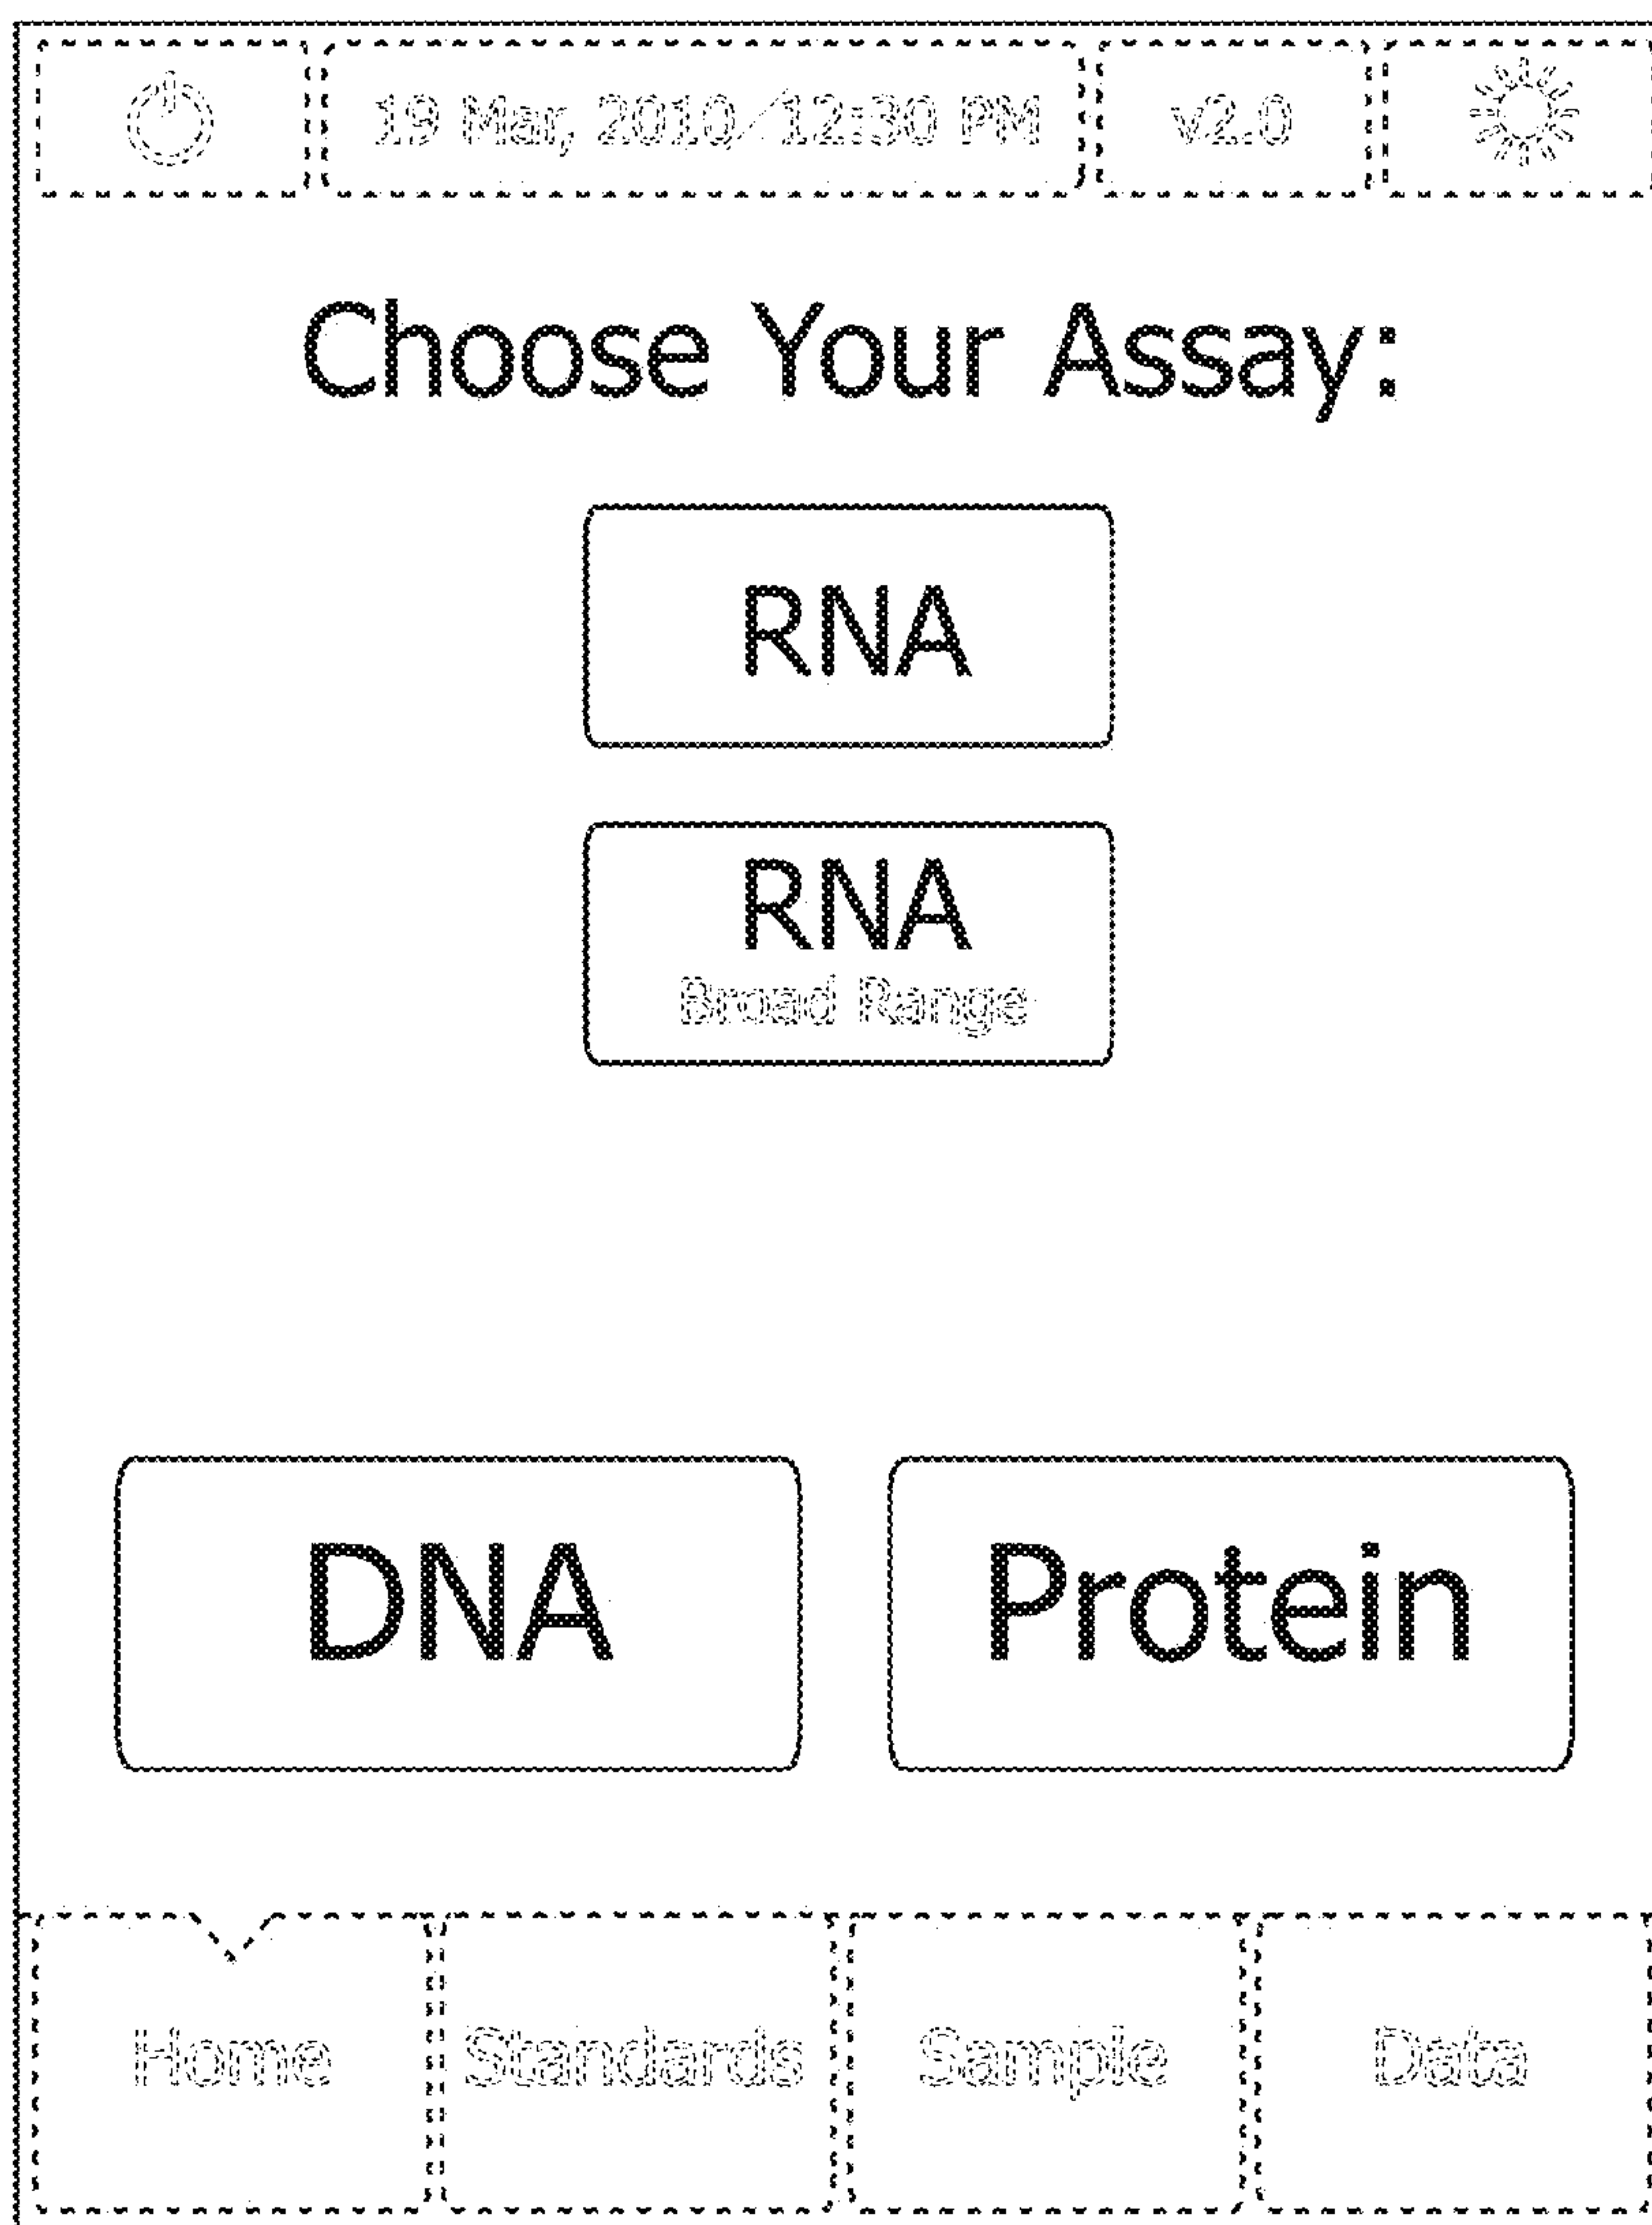 19 Mar, 2010/12:30 PM v2.0
Choose Your Assay:
RNA
RNA
Broad Range
DNA Protein
Home Standards Sample Data